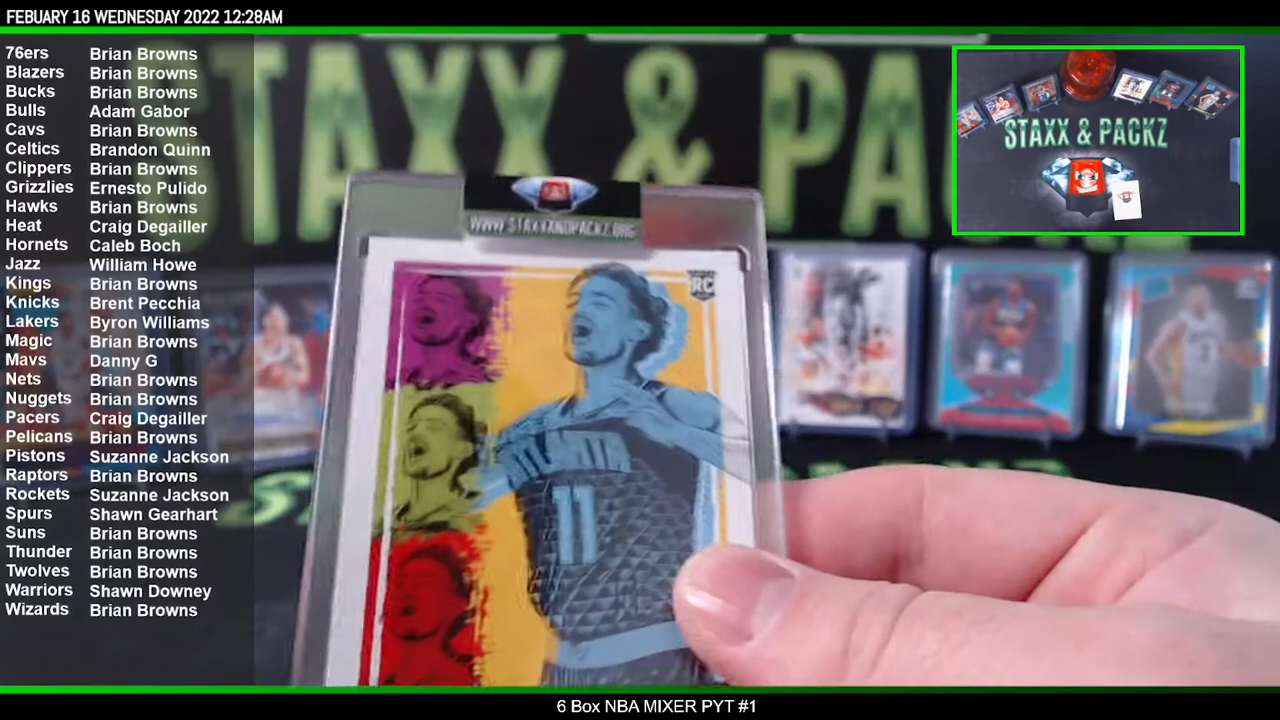 FEBUARY 16 WEDNESDAY 2022 12:28AM
76ers Brian Browns
Blazers Brian Browns
Bucks Brian Browns
Bulls Adam Gabor
Cavs Brian Browns
Celtics Brandon Quinn
Clippers Brian Browns
Grizzlies Ernesto Pulido
Hawks Brian Browns
Heat Craig Degailler
Hornets Caleb Boch
Jazz William Howe
Kings Brian Browns
Knicks Brent Pecchia
Lakers Byron Williams
Magic Brian Browns
Mavs Danny G
Nets Brian Browns
Nuggets Brian Browns
Pacers Craig Degailler
Pelicans Brian Browns
Pistons Suzanne Jackson
Raptors Brian Browns
Rockets Suzanne Jackson
Spurs Shawn Gearhart
Suns Brian Browns
Thunder Brian Browns
Twolves Brian Browns
Warriors Shawn Downey
Wizards Brian Browns
STAXX & PA
STAXX & PACKZ
WWW.STAXXANDPACKZ.ORG
RC
ATLANTA
11
6 Box NBA MIXER PYT #1